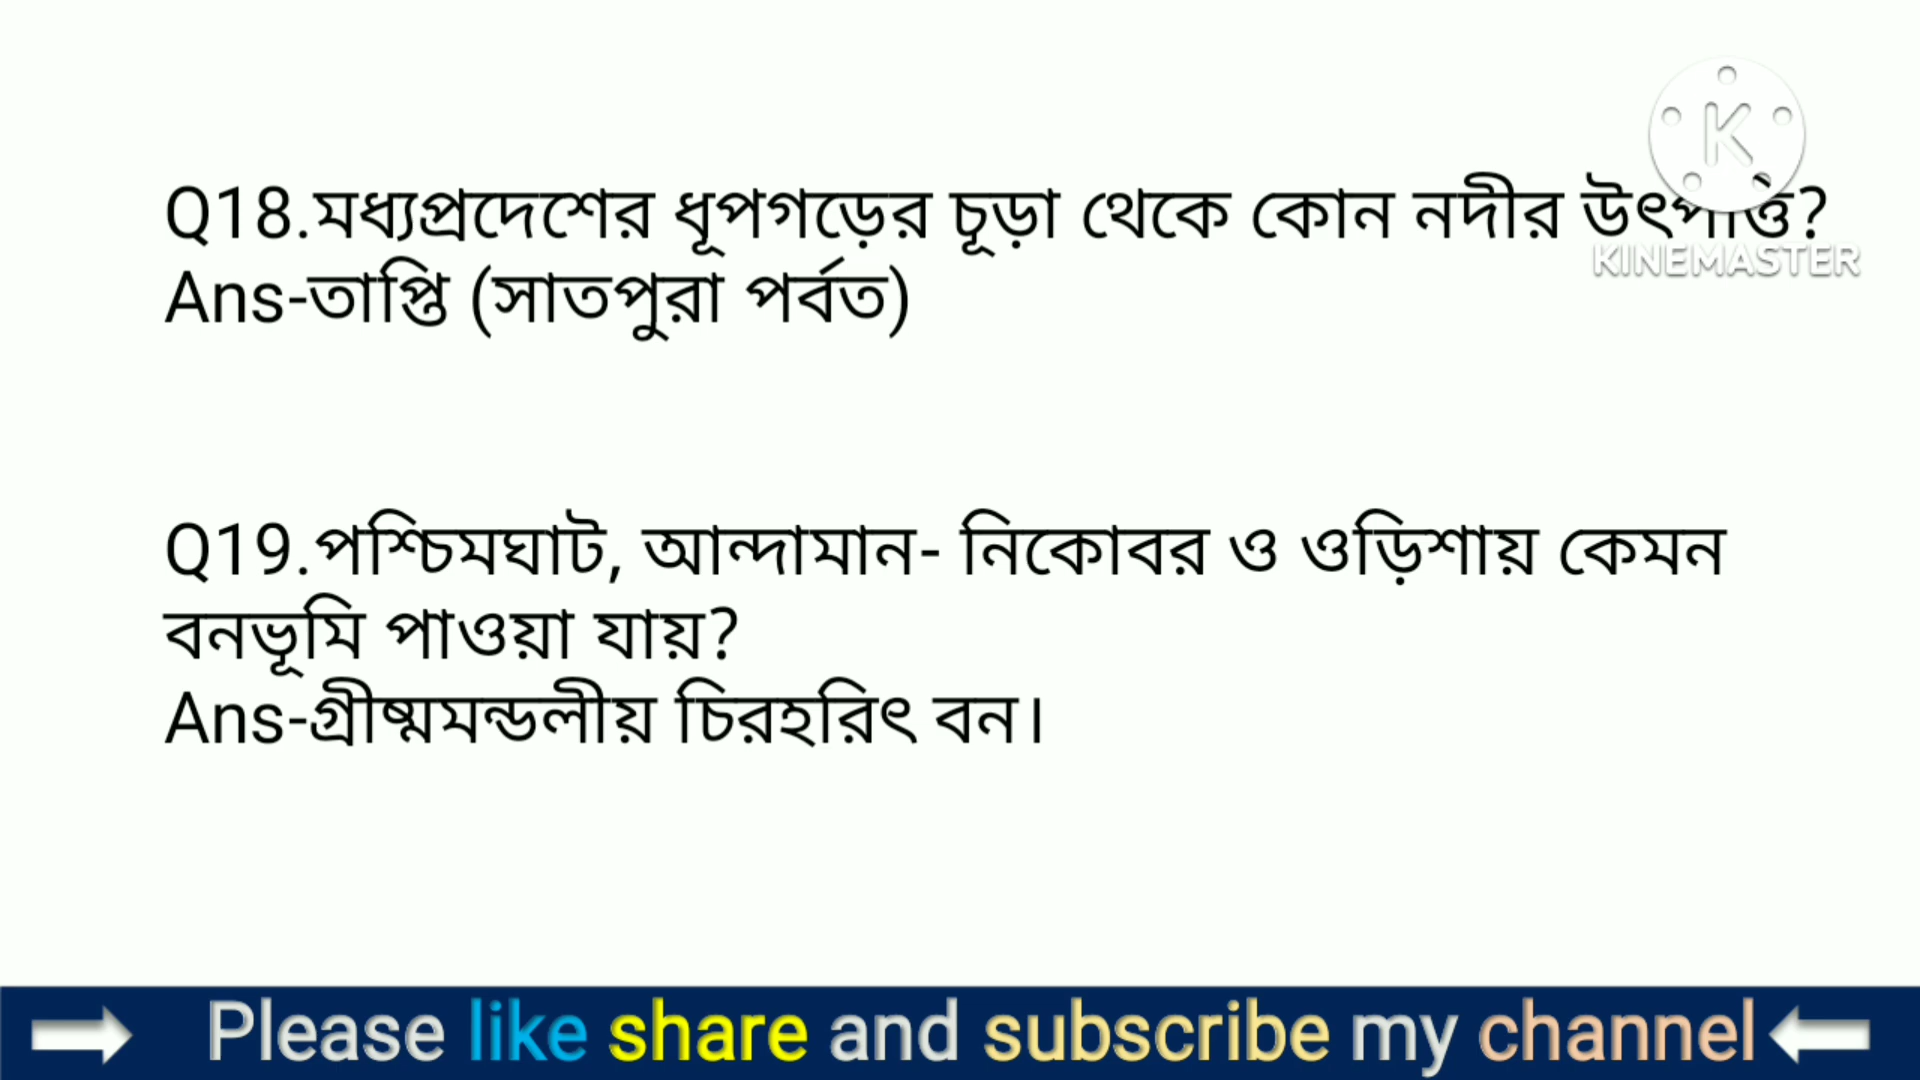 Q18.মধ্যপ্রদেশের ধূপগড়ের চূড়া থেকে কোন নদীর উৎপত্তি?
Ans-তাপ্তি (সাতপুরা পর্বত)
Q19.পশ্চিমঘাট, আন্দামান- নিকোবর ও ওড়িশায় কেমন
বনভূমি পাওয়া যায়?
Ans-গ্রীষ্মমন্ডলীয় চিরহরিৎ বন।
K
KINEMASTER
Please like share and subscribe my channel